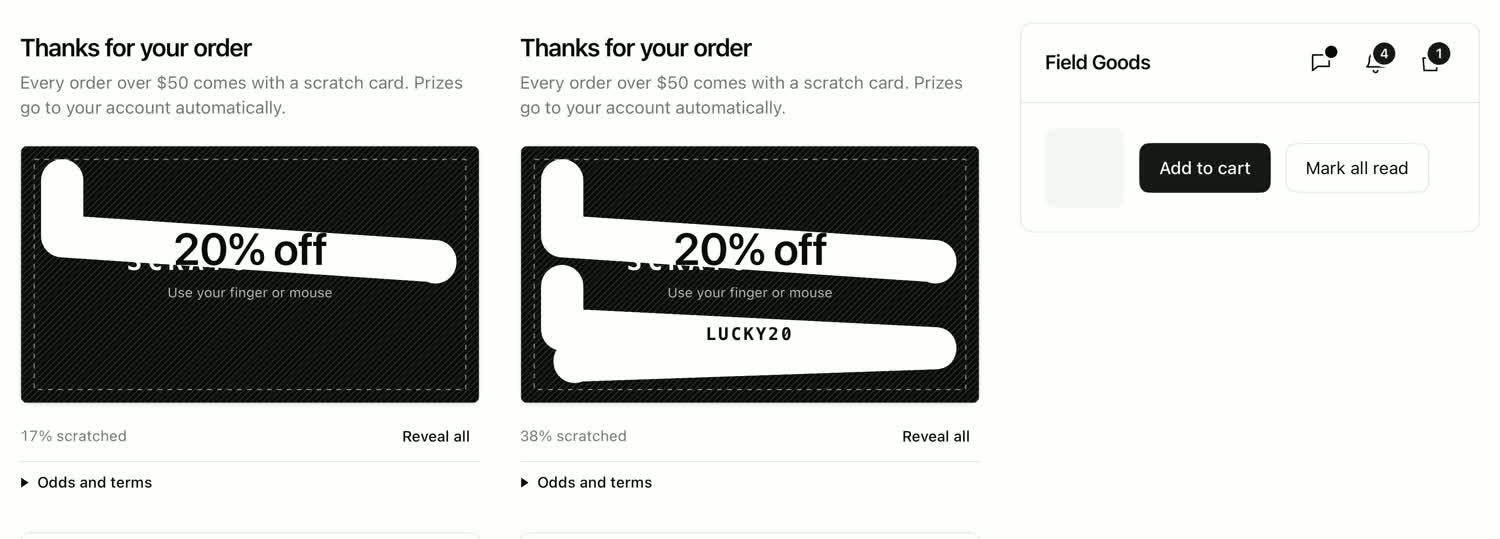 Thanks for your order
Every order over $50 comes with a scratch card. Prizes
go to your account automatically.
20% off
Use your finger or mouse
17% scratched
Reveal all
Odds and terms
Thanks for your order
Every order over $50 comes with a scratch card. Prizes
go to your account automatically.
20% off
Use your finger or mouse
LUCKY20
38% scratched
Reveal all
Odds and terms
Field Goods
4
1
Add to cart
Mark all read